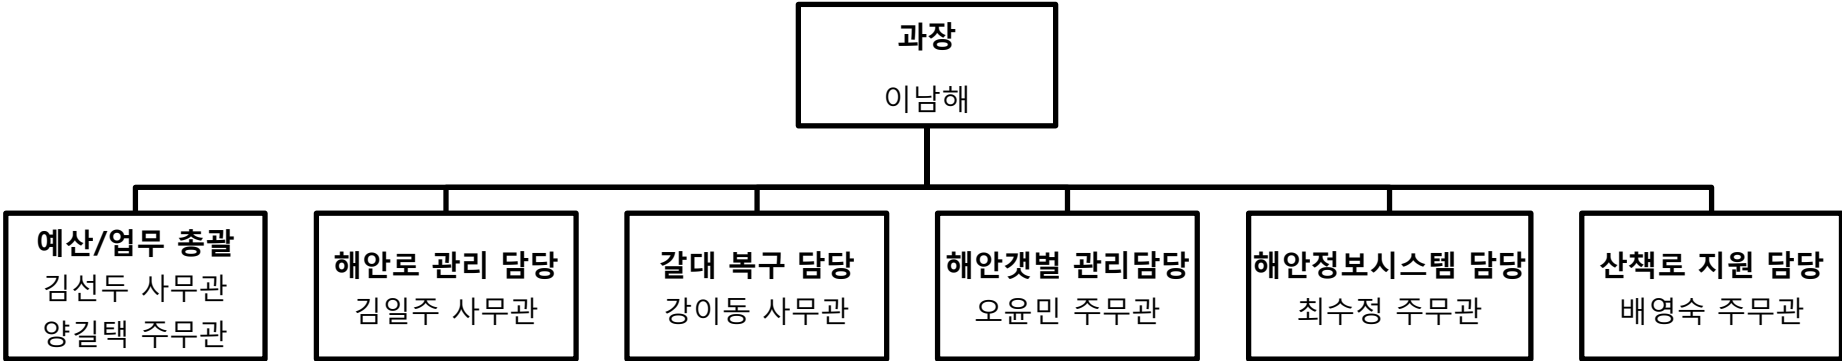 과장
이남해
예산/업무 총괄
김선두 사무관
양길택 주무관
해안로 관리 담당
김일주 사무관
갈대 복구 담당
강이동 사무관
해안갯벌 관리담당
오윤민 주무관
해안정보시스템 담당
최수정 주무관
산책로 지원 담당
배영숙 주무관